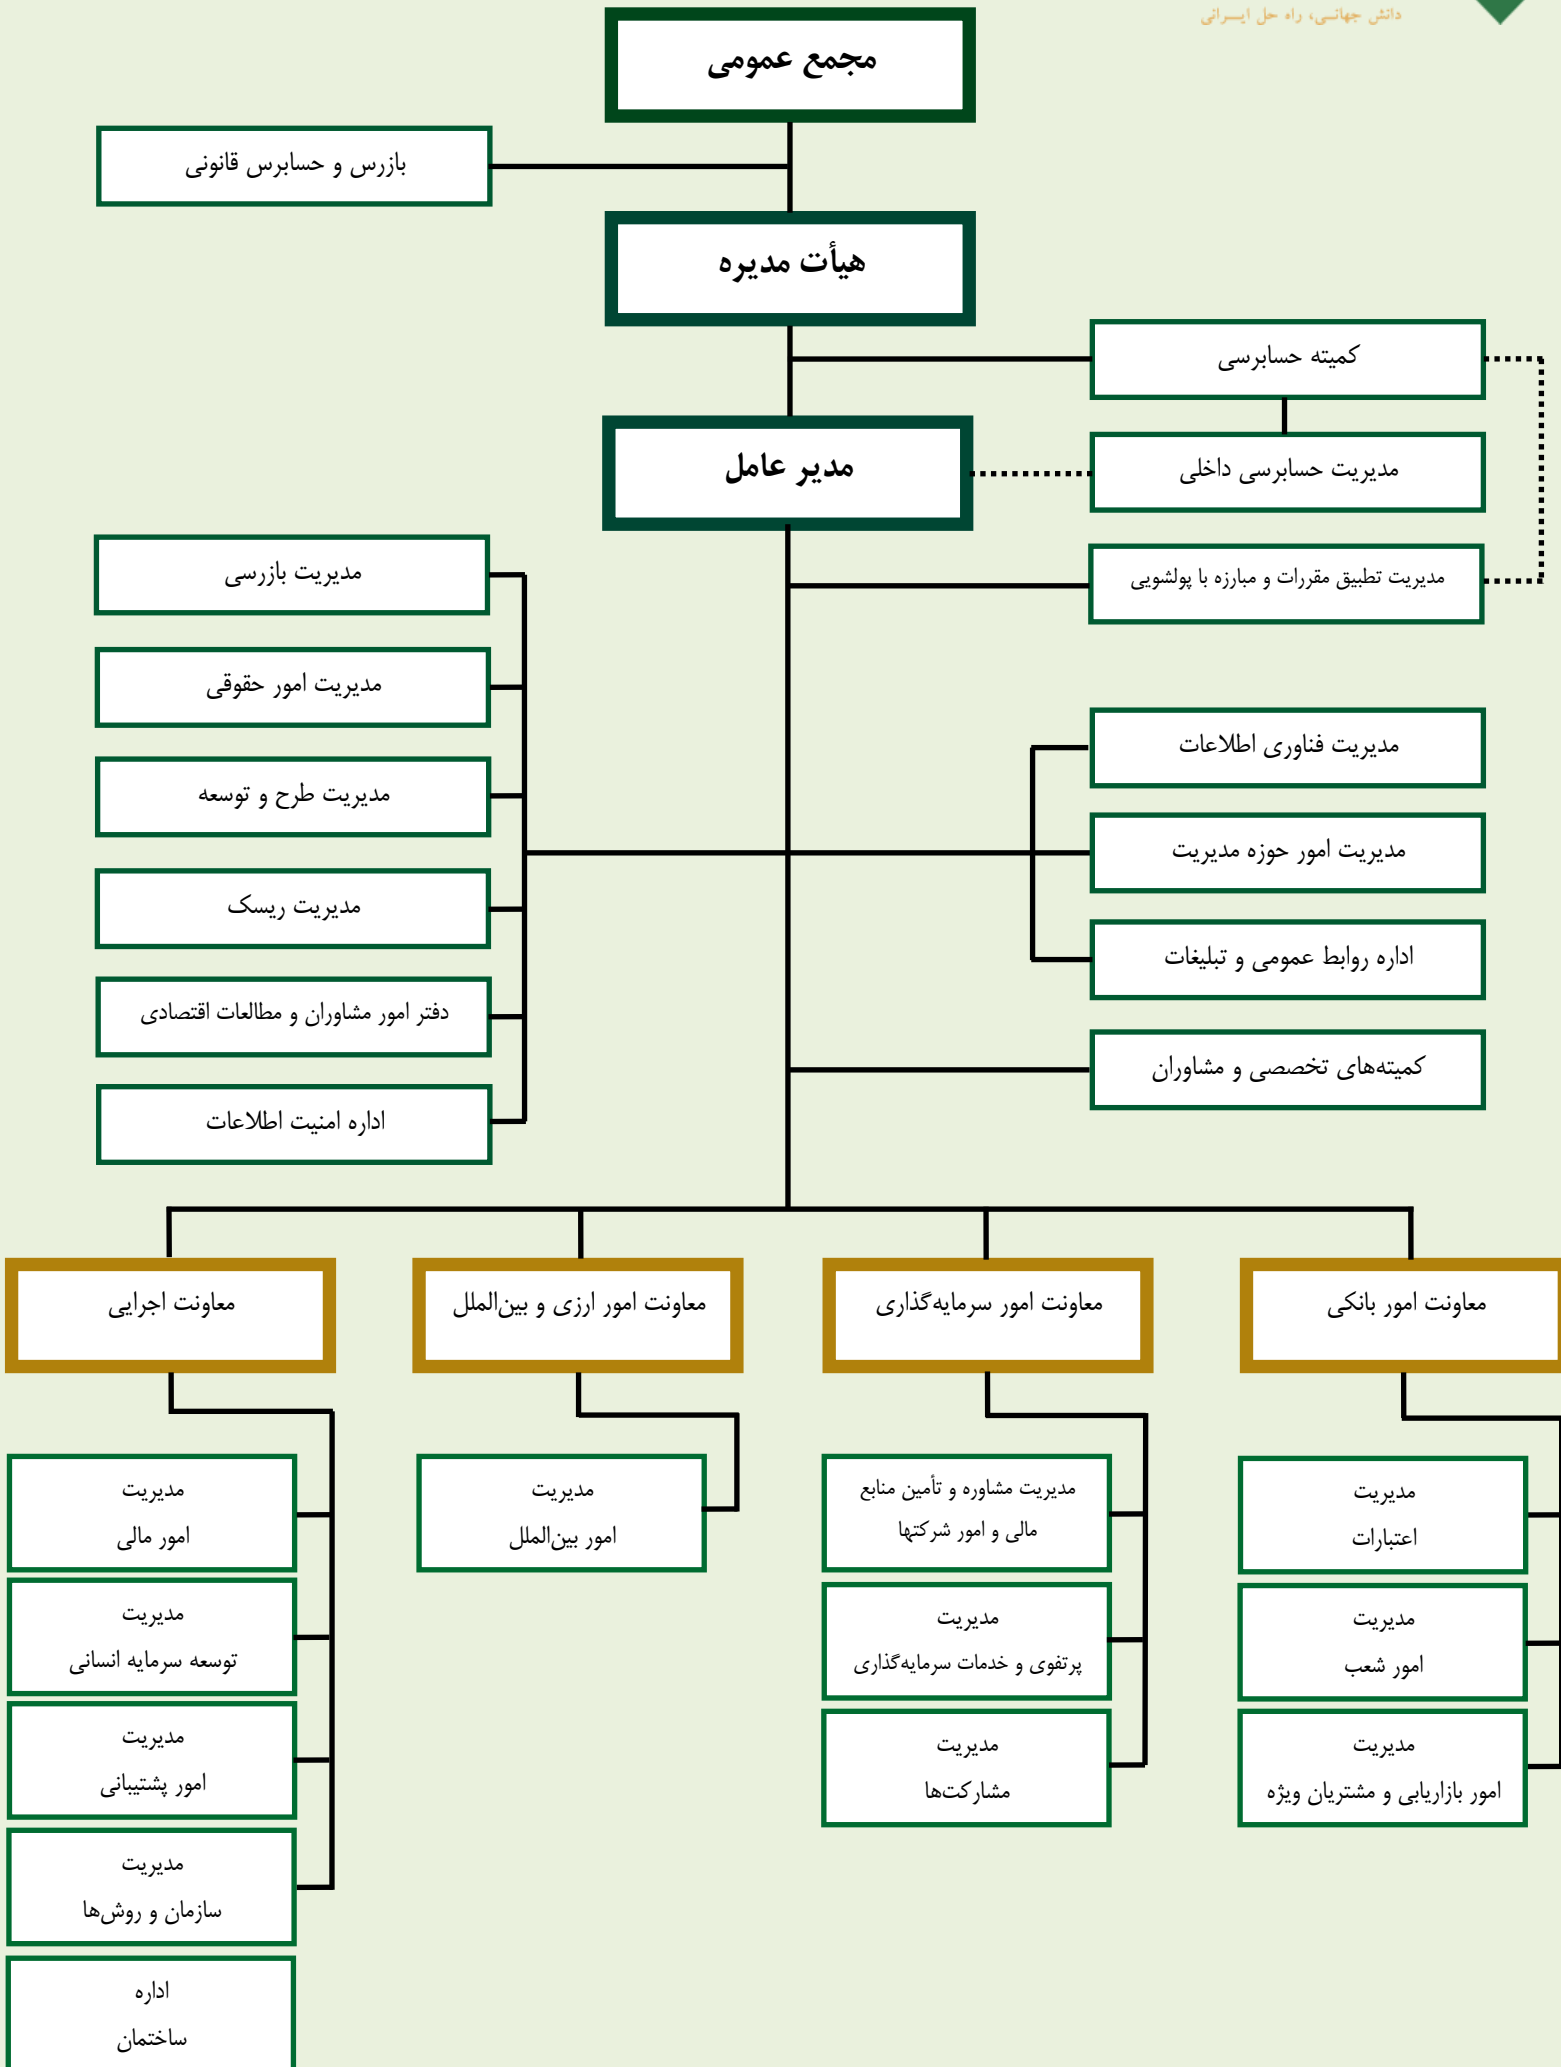 دانش جهانی، راه حل ایرانی
مجمع عمومی
بازرس و حسابرس قانونی
هیأت مدیره
کمیته حسابرسی
مدیر عامل
مدیریت حسابرسی داخلی
مدیریت تطبیق مقررات و مبارزه با پولشویی
مدیریت بازرسی
مدیریت امور حقوقی
مدیریت طرح و توسعه
مدیریت ریسک
دفتر امور مشاوران و مطالعات اقتصادی
اداره امنیت اطلاعات
مدیریت فناوری اطلاعات
مدیریت امور حوزه مدیریت
اداره روابط عمومی و تبلیغات
کمیته‌های تخصصی و مشاوران
معاونت امور بانکی
معاونت امور سرمایه‌گذاری
معاونت امور ارزی و بین‌الملل
معاونت اجرایی
مدیریت
اعتبارات
مدیریت
امور شعب
مدیریت
امور بازاریابی و مشتریان ویژه
مدیریت مشاوره و تأمین منابع
مالی و امور شرکتها
مدیریت
پرتفوی و خدمات سرمایه‌گذاری
مدیریت
مشارکت‌ها
مدیریت
امور بین‌الملل
مدیریت
امور مالی
مدیریت
توسعه سرمایه انسانی
مدیریت
امور پشتیبانی
مدیریت
سازمان و روش‌ها
اداره
ساختمان